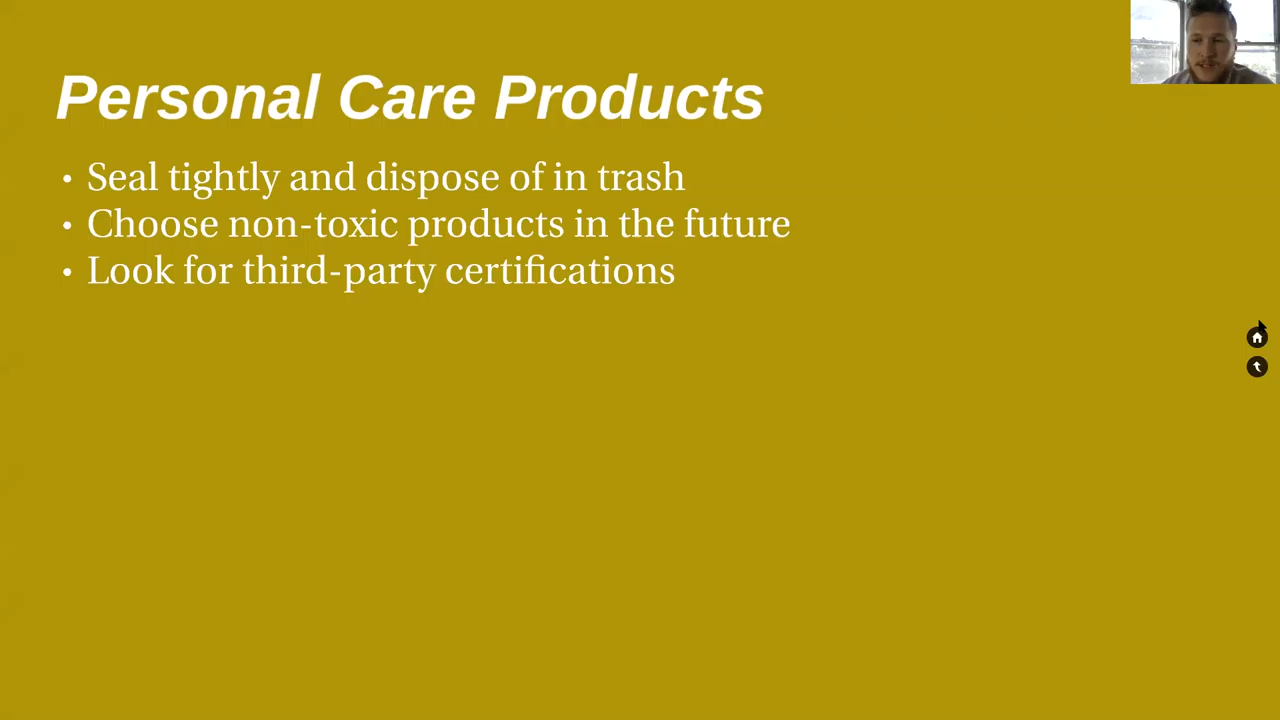 Personal Care Products
• Seal tightly and dispose of in trash
• Choose non-toxic products in the future
• Look for third-party certifications